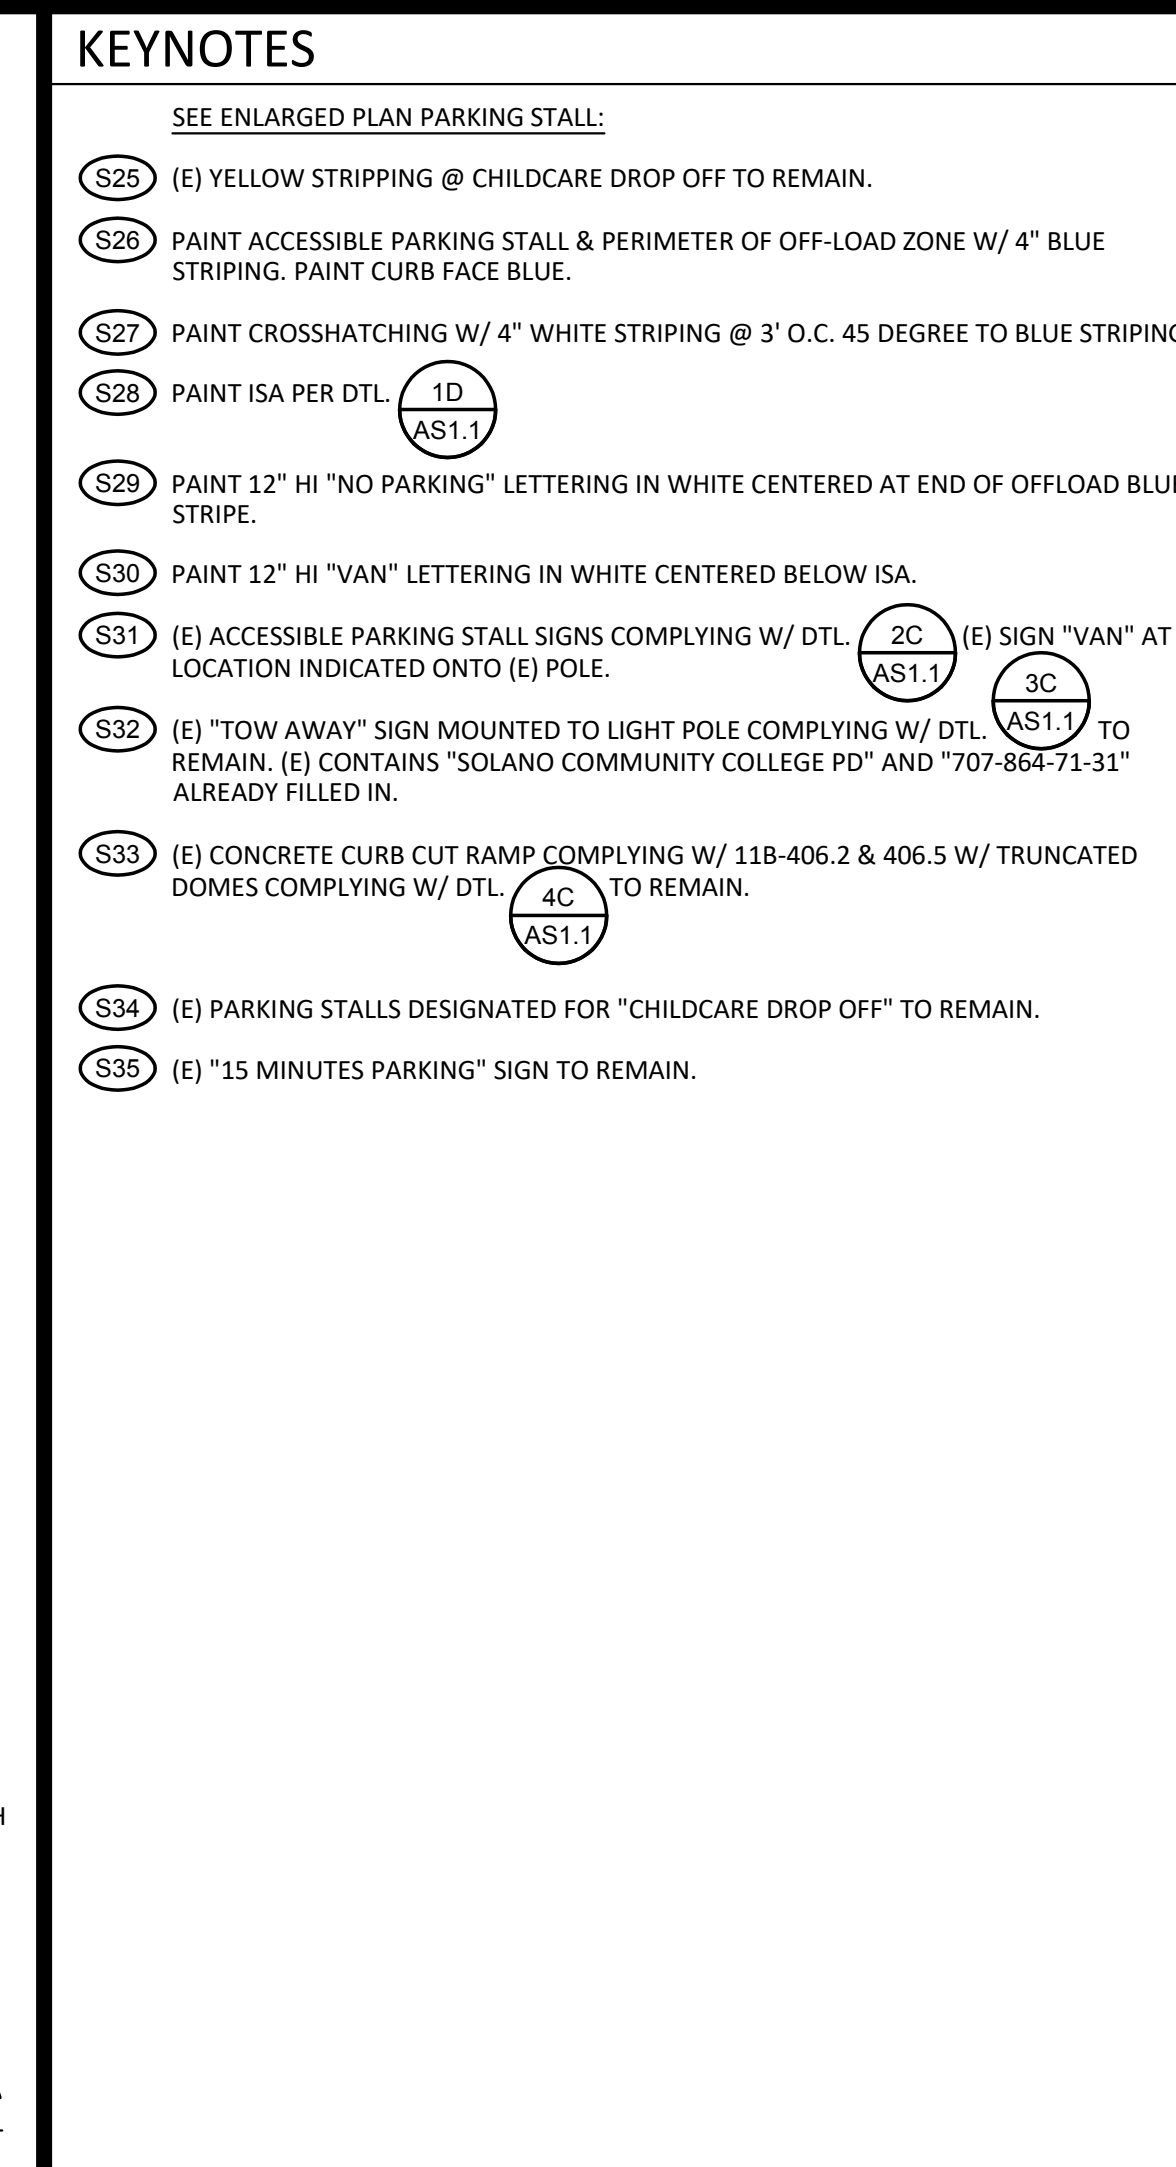 KEYNOTES
SEE ENLARGED PLAN PARKING STALL:
S25 (E) YELLOW STRIPPING @ CHILDCARE DROP OFF TO REMAIN.
S26 PAINT ACCESSIBLE PARKING STALL & PERIMETER OF OFF-LOAD ZONE W/ 4" BLUE
STRIPING. PAINT CURB FACE BLUE.
S27 PAINT CROSSHATCHING W/ 4" WHITE STRIPING @ 3' O.C. 45 DEGREE TO BLUE STRIPING
S28 PAINT ISA PER DTL. 1D
AS1.1
S29 PAINT 12" HI "NO PARKING" LETTERING IN WHITE CENTERED AT END OF OFFLOAD BLUE
STRIPE.
S30 PAINT 12" HI "VAN" LETTERING IN WHITE CENTERED BELOW ISA.
S31 (E) ACCESSIBLE PARKING STALL SIGNS COMPLYING W/ DTL. 2C (E) SIGN "VAN" AT
LOCATION INDICATED ONTO (E) POLE. AS1.1
3C
S32 (E) "TOW AWAY" SIGN MOUNTED TO LIGHT POLE COMPLYING W/ DTL. AS1.1 TO
REMAIN. (E) CONTAINS "SOLANO COMMUNITY COLLEGE PD" AND "707-864-71-31"
ALREADY FILLED IN.
S33 (E) CONCRETE CURB CUT RAMP COMPLYING W/ 11B-406.2 & 406.5 W/ TRUNCATED
DOMES COMPLYING W/ DTL. 4C TO REMAIN.
AS1.1
S34 (E) PARKING STALLS DESIGNATED FOR "CHILDCARE DROP OFF" TO REMAIN.
S35 (E) "15 MINUTES PARKING" SIGN TO REMAIN.